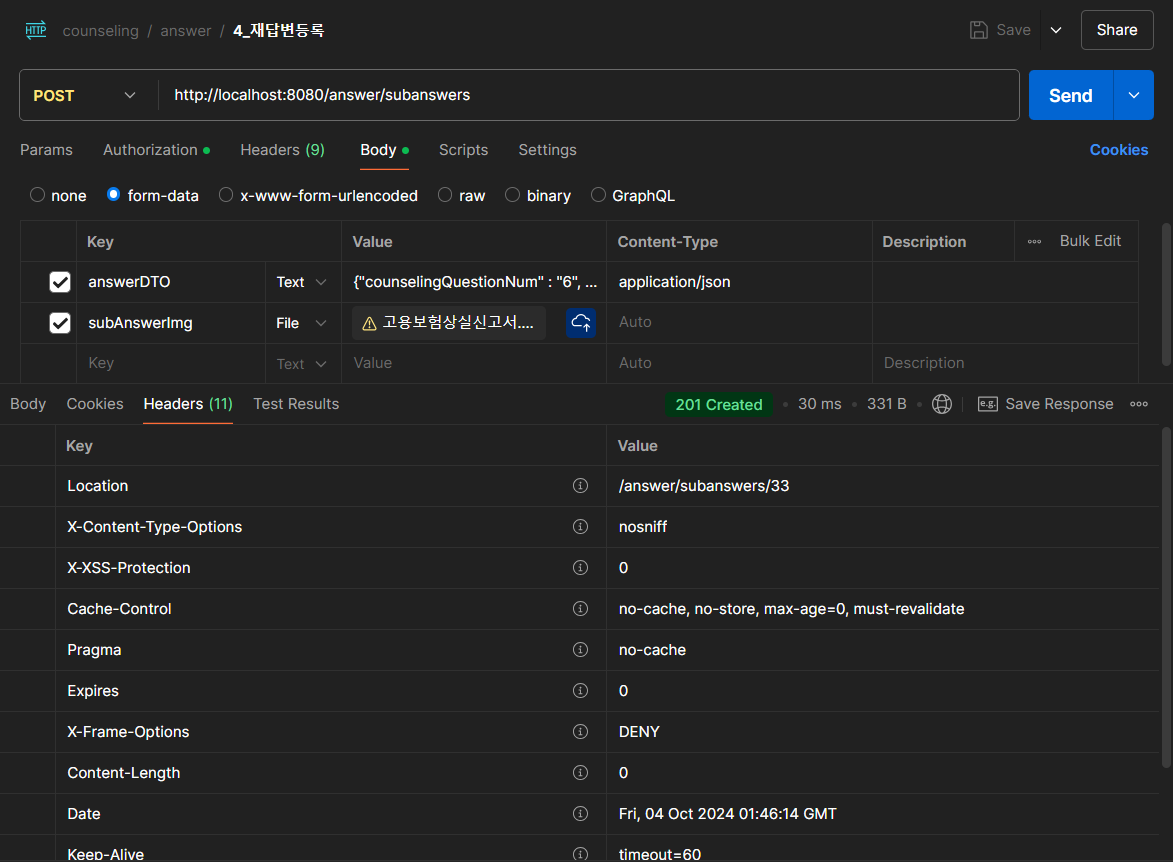 HTTP counseling / answer / 4_재답변등록 Save Share
POST http://localhost:8080/answer/subanswers Send
Params Authorization Headers (9) Body Scripts Settings Cookies
none form-data x-www-form-urlencoded raw binary GraphQL
Key Value Content-Type Description Bulk Edit
answerDTO Text {"counselingQuestionNum" : "6", ... application/json
subAnswerImg File 고용보험상실신고서.... Auto
Key Text Value Auto Description
Body Cookies Headers (11) Test Results 201 Created 30 ms 331 B e.g. Save Response
Key Value
Location /answer/subanswers/33
X-Content-Type-Options nosniff
X-XSS-Protection 0
Cache-Control no-cache, no-store, max-age=0, must-revalidate
Pragma no-cache
Expires 0
X-Frame-Options DENY
Content-Length 0
Date Fri, 04 Oct 2024 01:46:14 GMT
Keep-Alive timeout=60